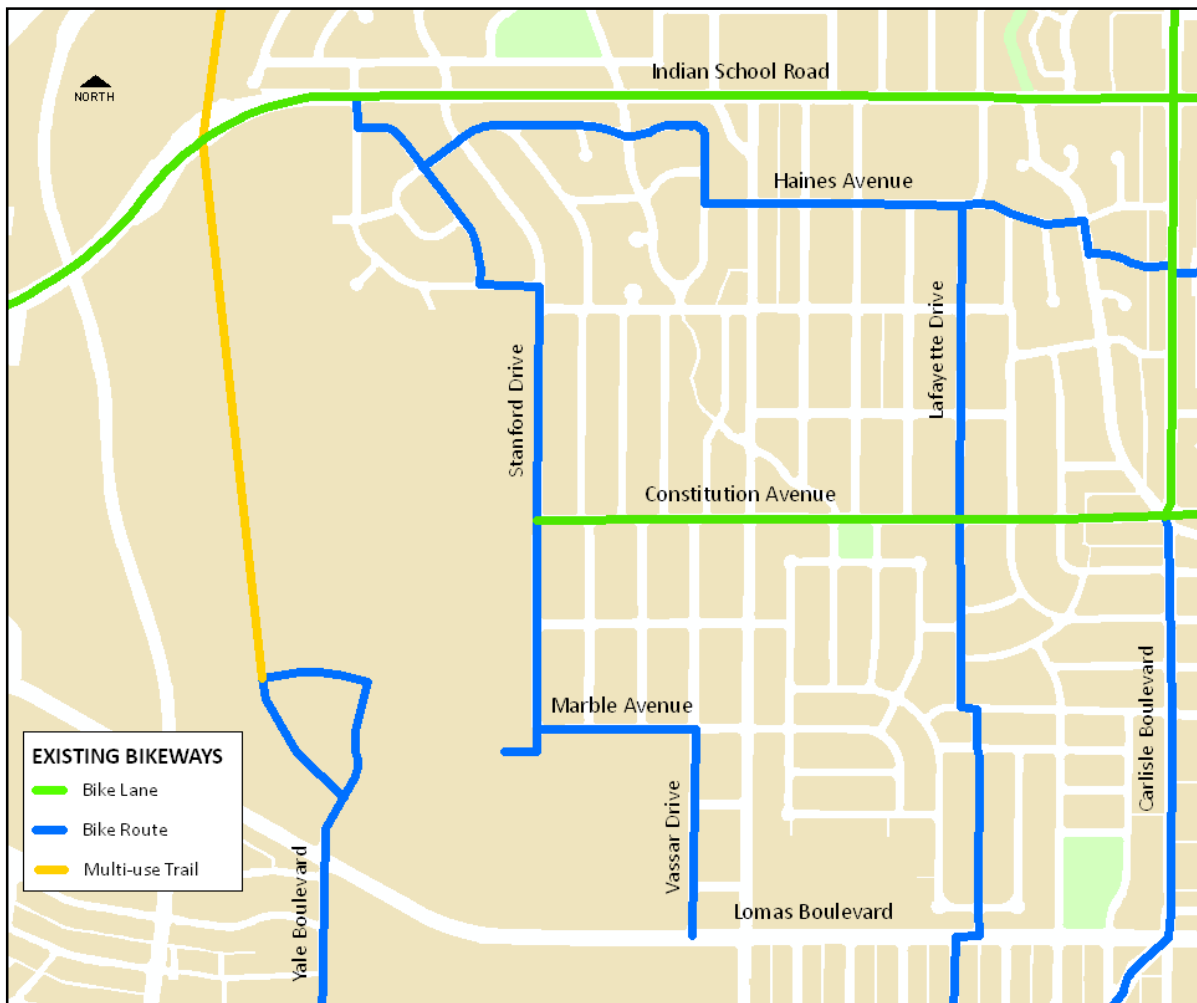 Indian School Road
NORTH
Haines Avenue
Stanford Drive
Lafayette Drive
Constitution Avenue
Marble Avenue
Carlisle Boulevard
EXISTING BIKEWAYS
Bike Lane
Bike Route
Multi-use Trail
Vassar Drive
Yale Boulevard
Lomas Boulevard